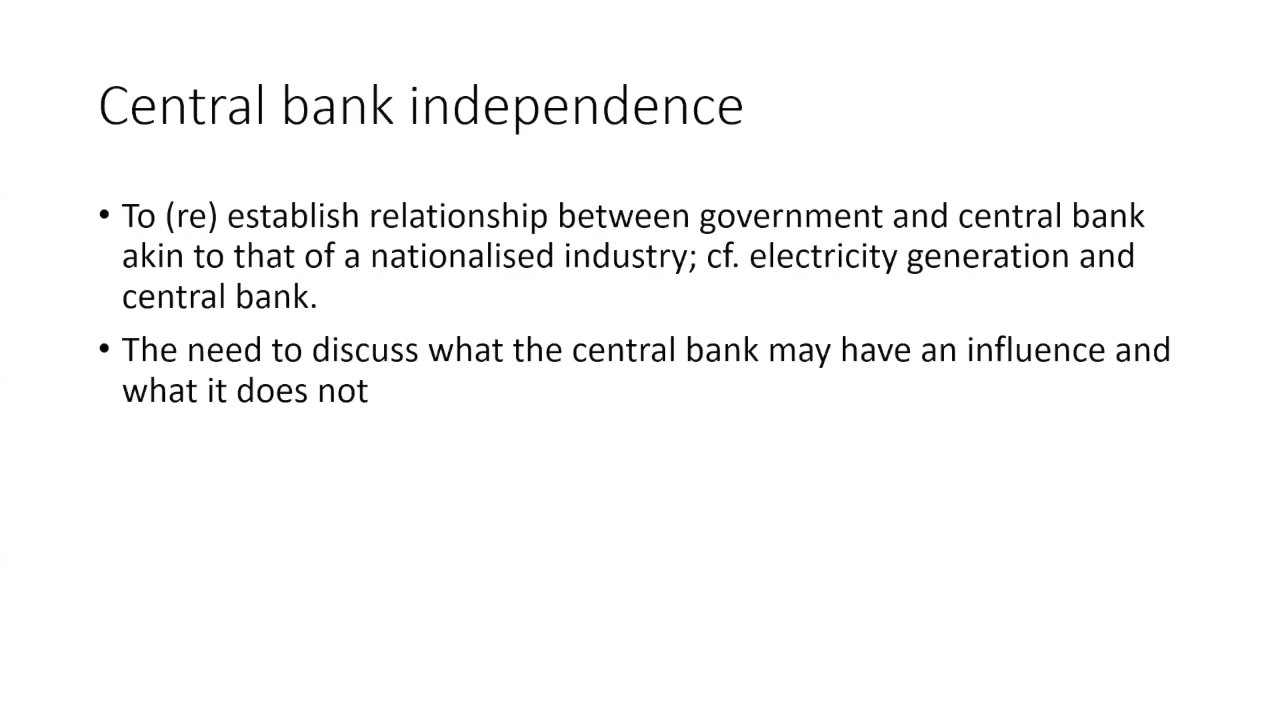 Central bank independence
• To (re) establish relationship between government and central bank
akin to that of a nationalised industry; cf. electricity generation and
central bank.
• The need to discuss what the central bank may have an influence and
what it does not